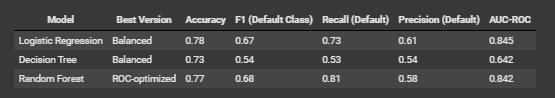 Model Best Version Accuracy F1 (Default Class) Recall (Default) Precision (Default) AUC-ROC
Logistic Regression Balanced 0.78 0.67 0.73 0.61 0.845
Decision Tree Balanced 0.73 0.54 0.53 0.54 0.642
Random Forest ROC-optimized 0.77 0.68 0.81 0.58 0.842